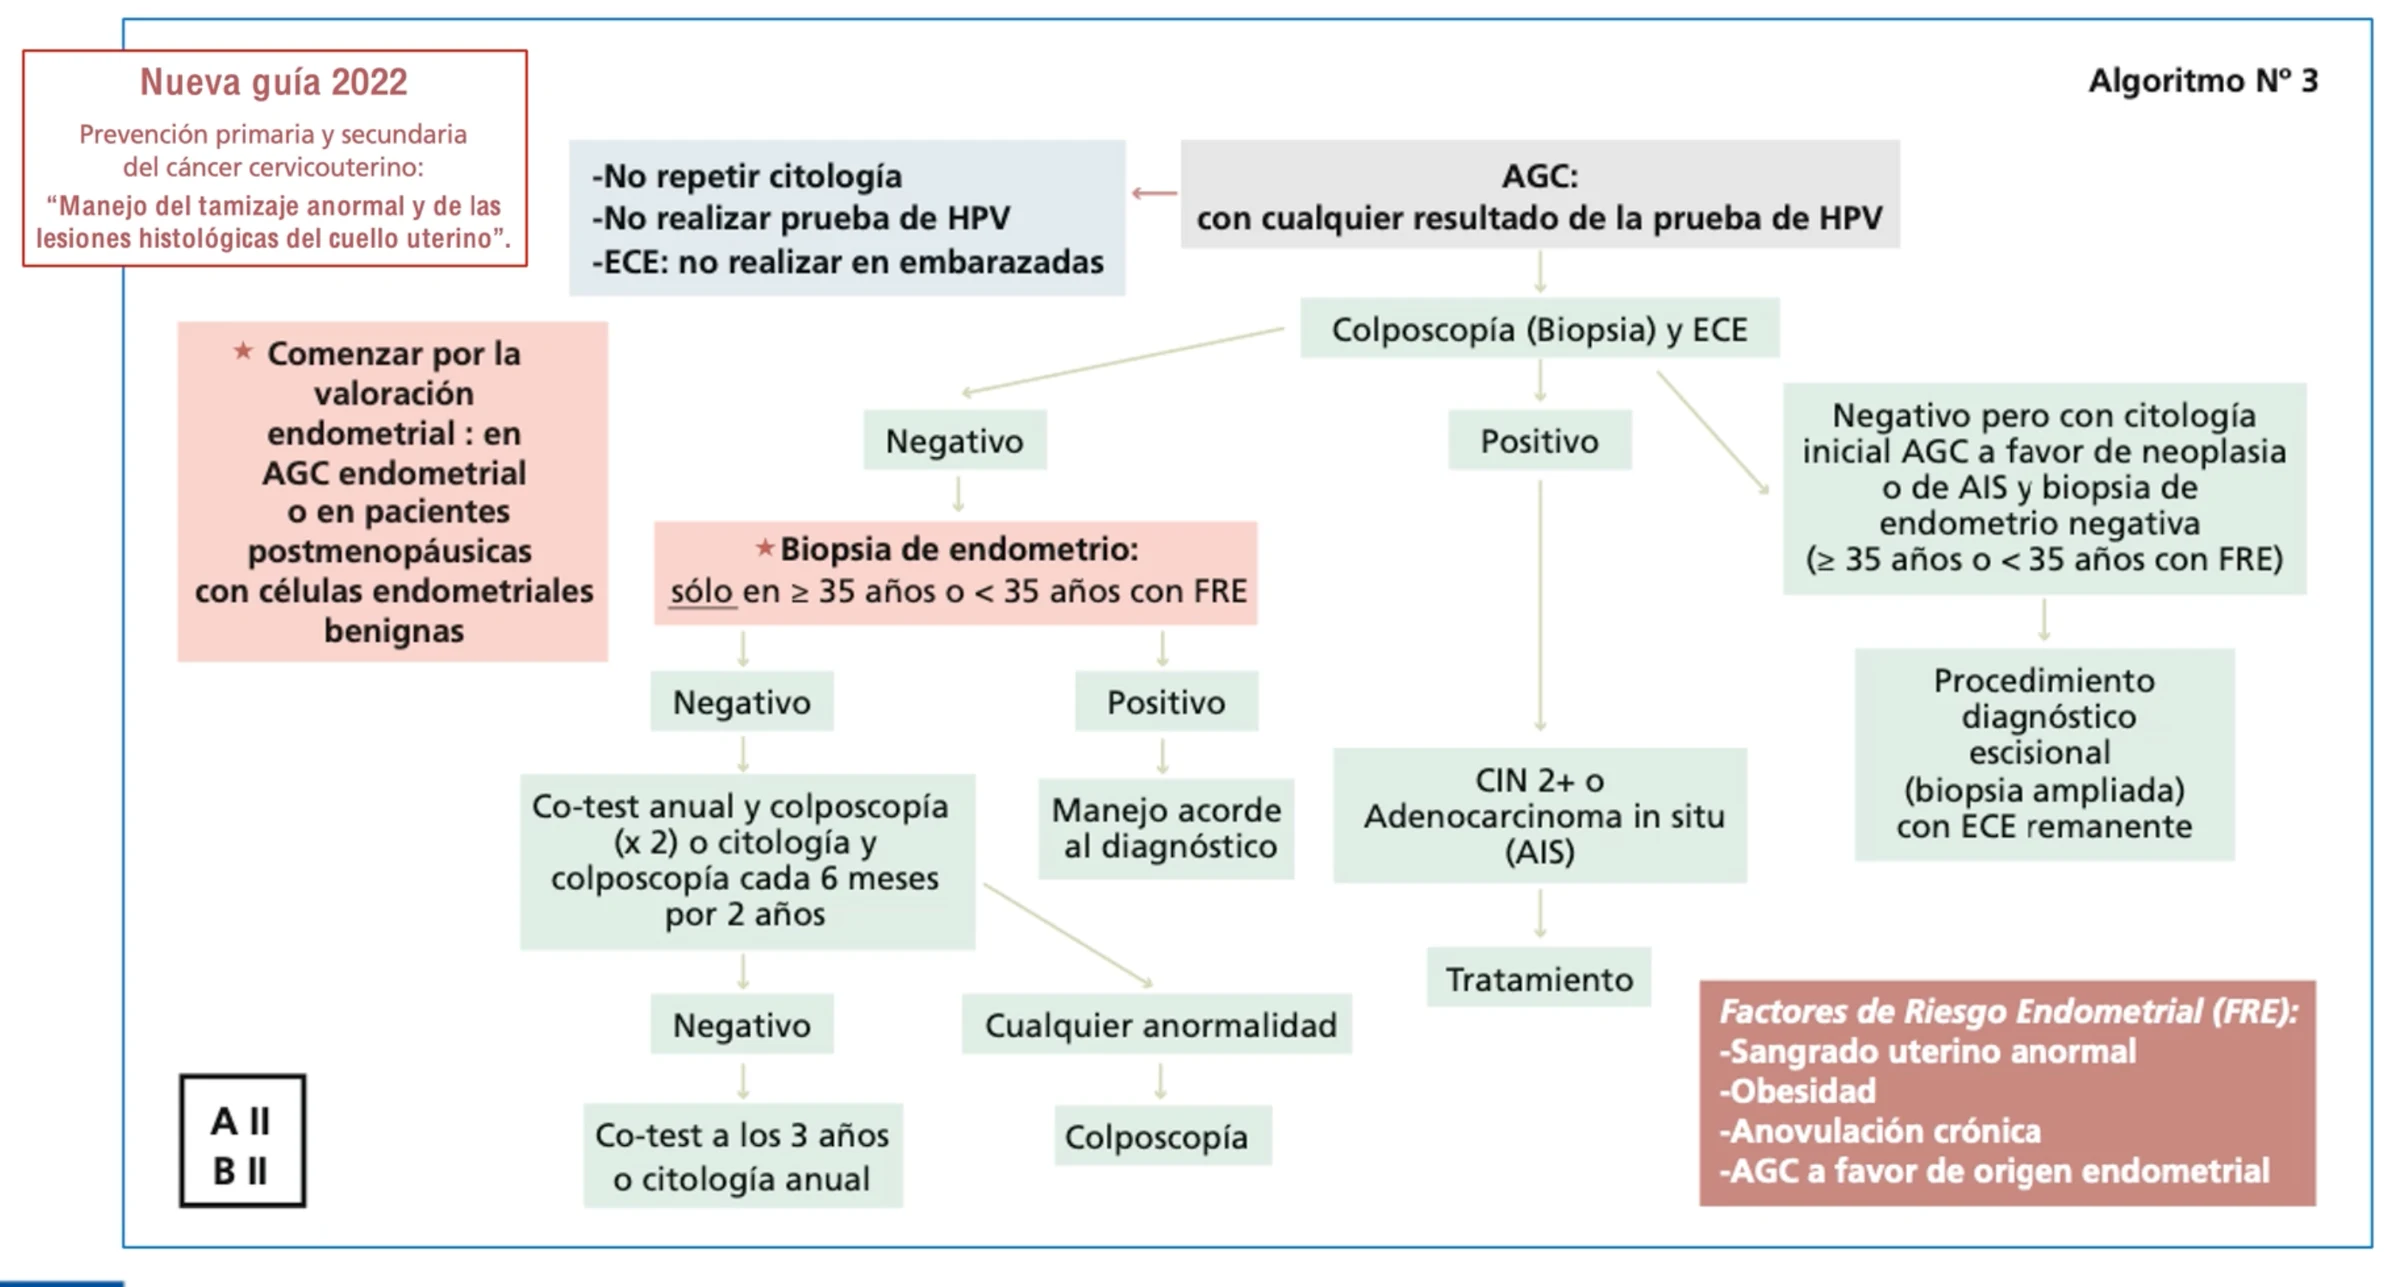 Nueva guía 2022
Prevención primaria y secundaria
del cáncer cervicouterino:
“Manejo del tamizaje anormal y de las
lesiones histológicas del cuello uterino”.
Algoritmo Nº 3
-No repetir citología
-No realizar prueba de HPV
-ECE: no realizar en embarazadas
AGC:
con cualquier resultado de la prueba de HPV
Colposcopía (Biopsia) y ECE
★ Comenzar por la
valoración
endometrial : en
AGC endometrial
o en pacientes
postmenopáusicas
con células endometriales
benignas
Negativo
Positivo
Negativo pero con citología
inicial AGC a favor de neoplasia
o de AIS y biopsia de
endometrio negativa
(≥ 35 años o < 35 años con FRE)
★ Biopsia de endometrio:
sólo en ≥ 35 años o < 35 años con FRE
Negativo
Positivo
Procedimiento
diagnóstico
escisional
(biopsia ampliada)
con ECE remanente
Co-test anual y colposcopía
(x 2) o citología y
colposcopía cada 6 meses
por 2 años
Manejo acorde
al diagnóstico
CIN 2+ o
Adenocarcinoma in situ
(AIS)
Tratamiento
Negativo
Cualquier anormalidad
Co-test a los 3 años
o citología anual
Colposcopía
Factores de Riesgo Endometrial (FRE):
-Sangrado uterino anormal
-Obesidad
-Anovulación crónica
-AGC a favor de origen endometrial
A II
B II